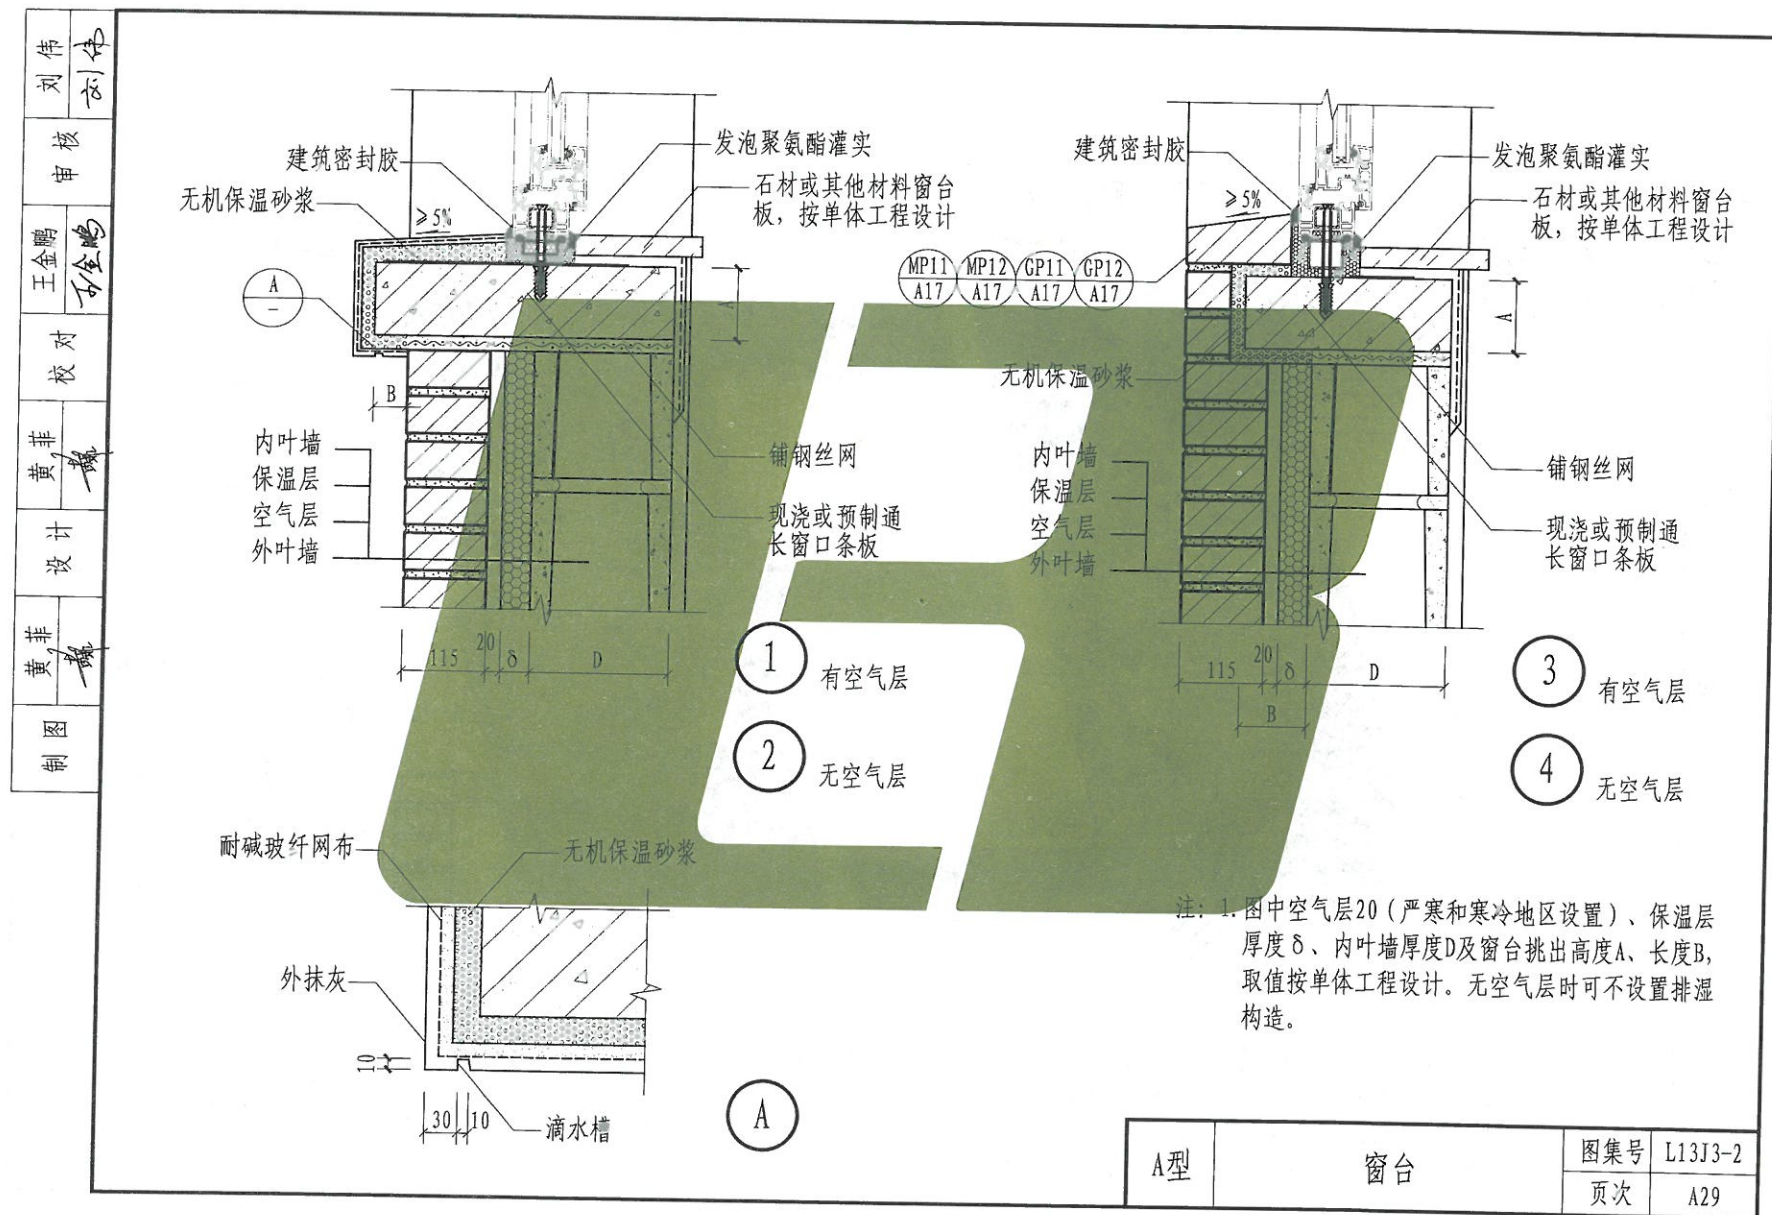 刘伟
审核
王金鹏
校对
黄菲
设计
黄菲
制图
建筑密封胶
无机保温砂浆
≥5%
发泡聚氨酯灌实
石材或其他材料窗台
板，按单体工程设计
A
-
A
B
内叶墙
保温层
空气层
外叶墙
铺钢丝网
现浇或预制通
长窗口条板
115
20
δ
D
1 有空气层
2 无空气层
建筑密封胶
≥5%
发泡聚氨酯灌实
石材或其他材料窗台
板，按单体工程设计
MP11 MP12 GP11 GP12
A17 A17 A17 A17
A
无机保温砂浆
内叶墙
保温层
空气层
外叶墙
铺钢丝网
现浇或预制通
长窗口条板
115
20
δ
D
B
3 有空气层
4 无空气层
耐碱玻纤网布
无机保温砂浆
外抹灰
10
30
10
滴水槽
A
注：1.图中空气层20（严寒和寒冷地区设置）、保温层
厚度δ、内叶墙厚度D及窗台挑出高度A、长度B，
取值按单体工程设计。无空气层时可不设置排湿
构造。
A型
窗台
图集号
L13J3-2
页次
A29